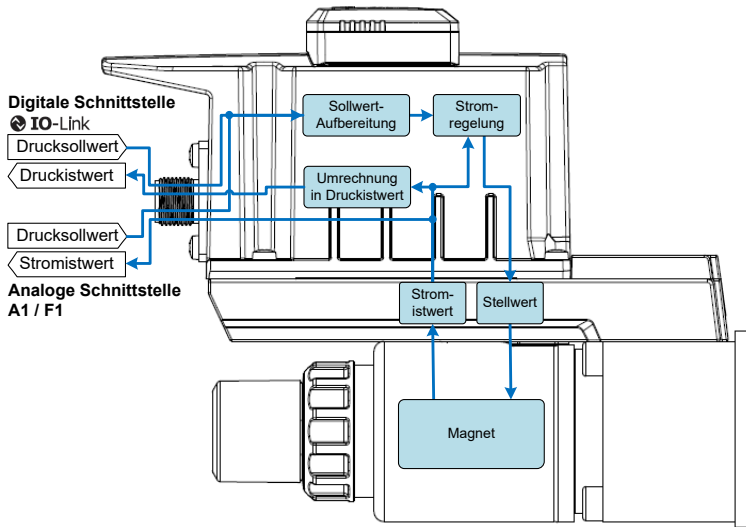 Digitale Schnittstelle
IO-Link
Drucksollwert
Druckistwert
Drucksollwert
Stromistwert
Analoge Schnittstelle
A1 / F1
Sollwert-
Aufbereitung
Strom-
regelung
Umrechnung
in Druckistwert
Strom-
istwert
Stellwert
Magnet